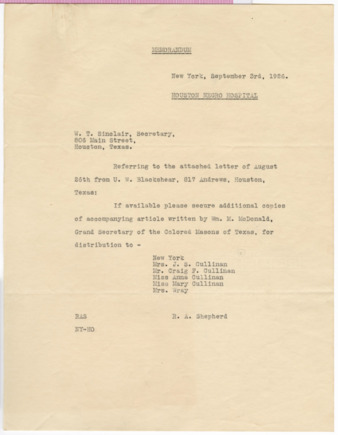 MEMORANDUM
New York, September 3rd, 1926.
HOUSTON NEGRO HOSPITAL
W. T. Sinclair, Secretary,
608 Main Street,
Houston, Texas.
Referring to the attached letter of August
26th from U. W. Blackshear, 817 Andrews, Houston,
Texas:
If available please secure additional copies
of accompanying article written by Wm. M. McDonald,
Grand Secretary of the Colored Masons of Texas, for
distribution to -
New York
Mrs. J. S. Cullinan
Mr. Craig F. Cullinan
Miss Anna Cullinan
Miss Mary Cullinan
Mrs. Wray
RAS R. A. Shepherd
NY-HO